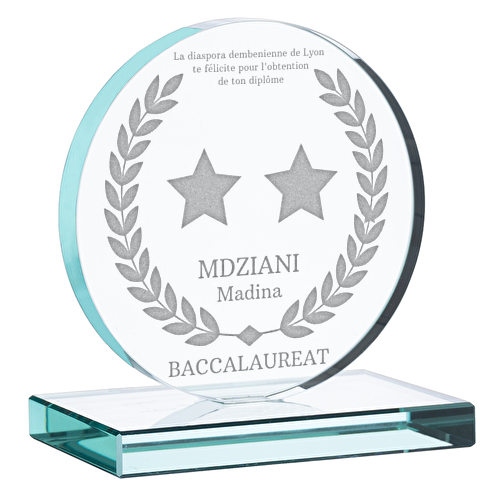 La diaspora dembenienne de Lyon
te félicite pour l'obtention
de ton diplôme
MDZIANI
Madina
BACCALAUREAT